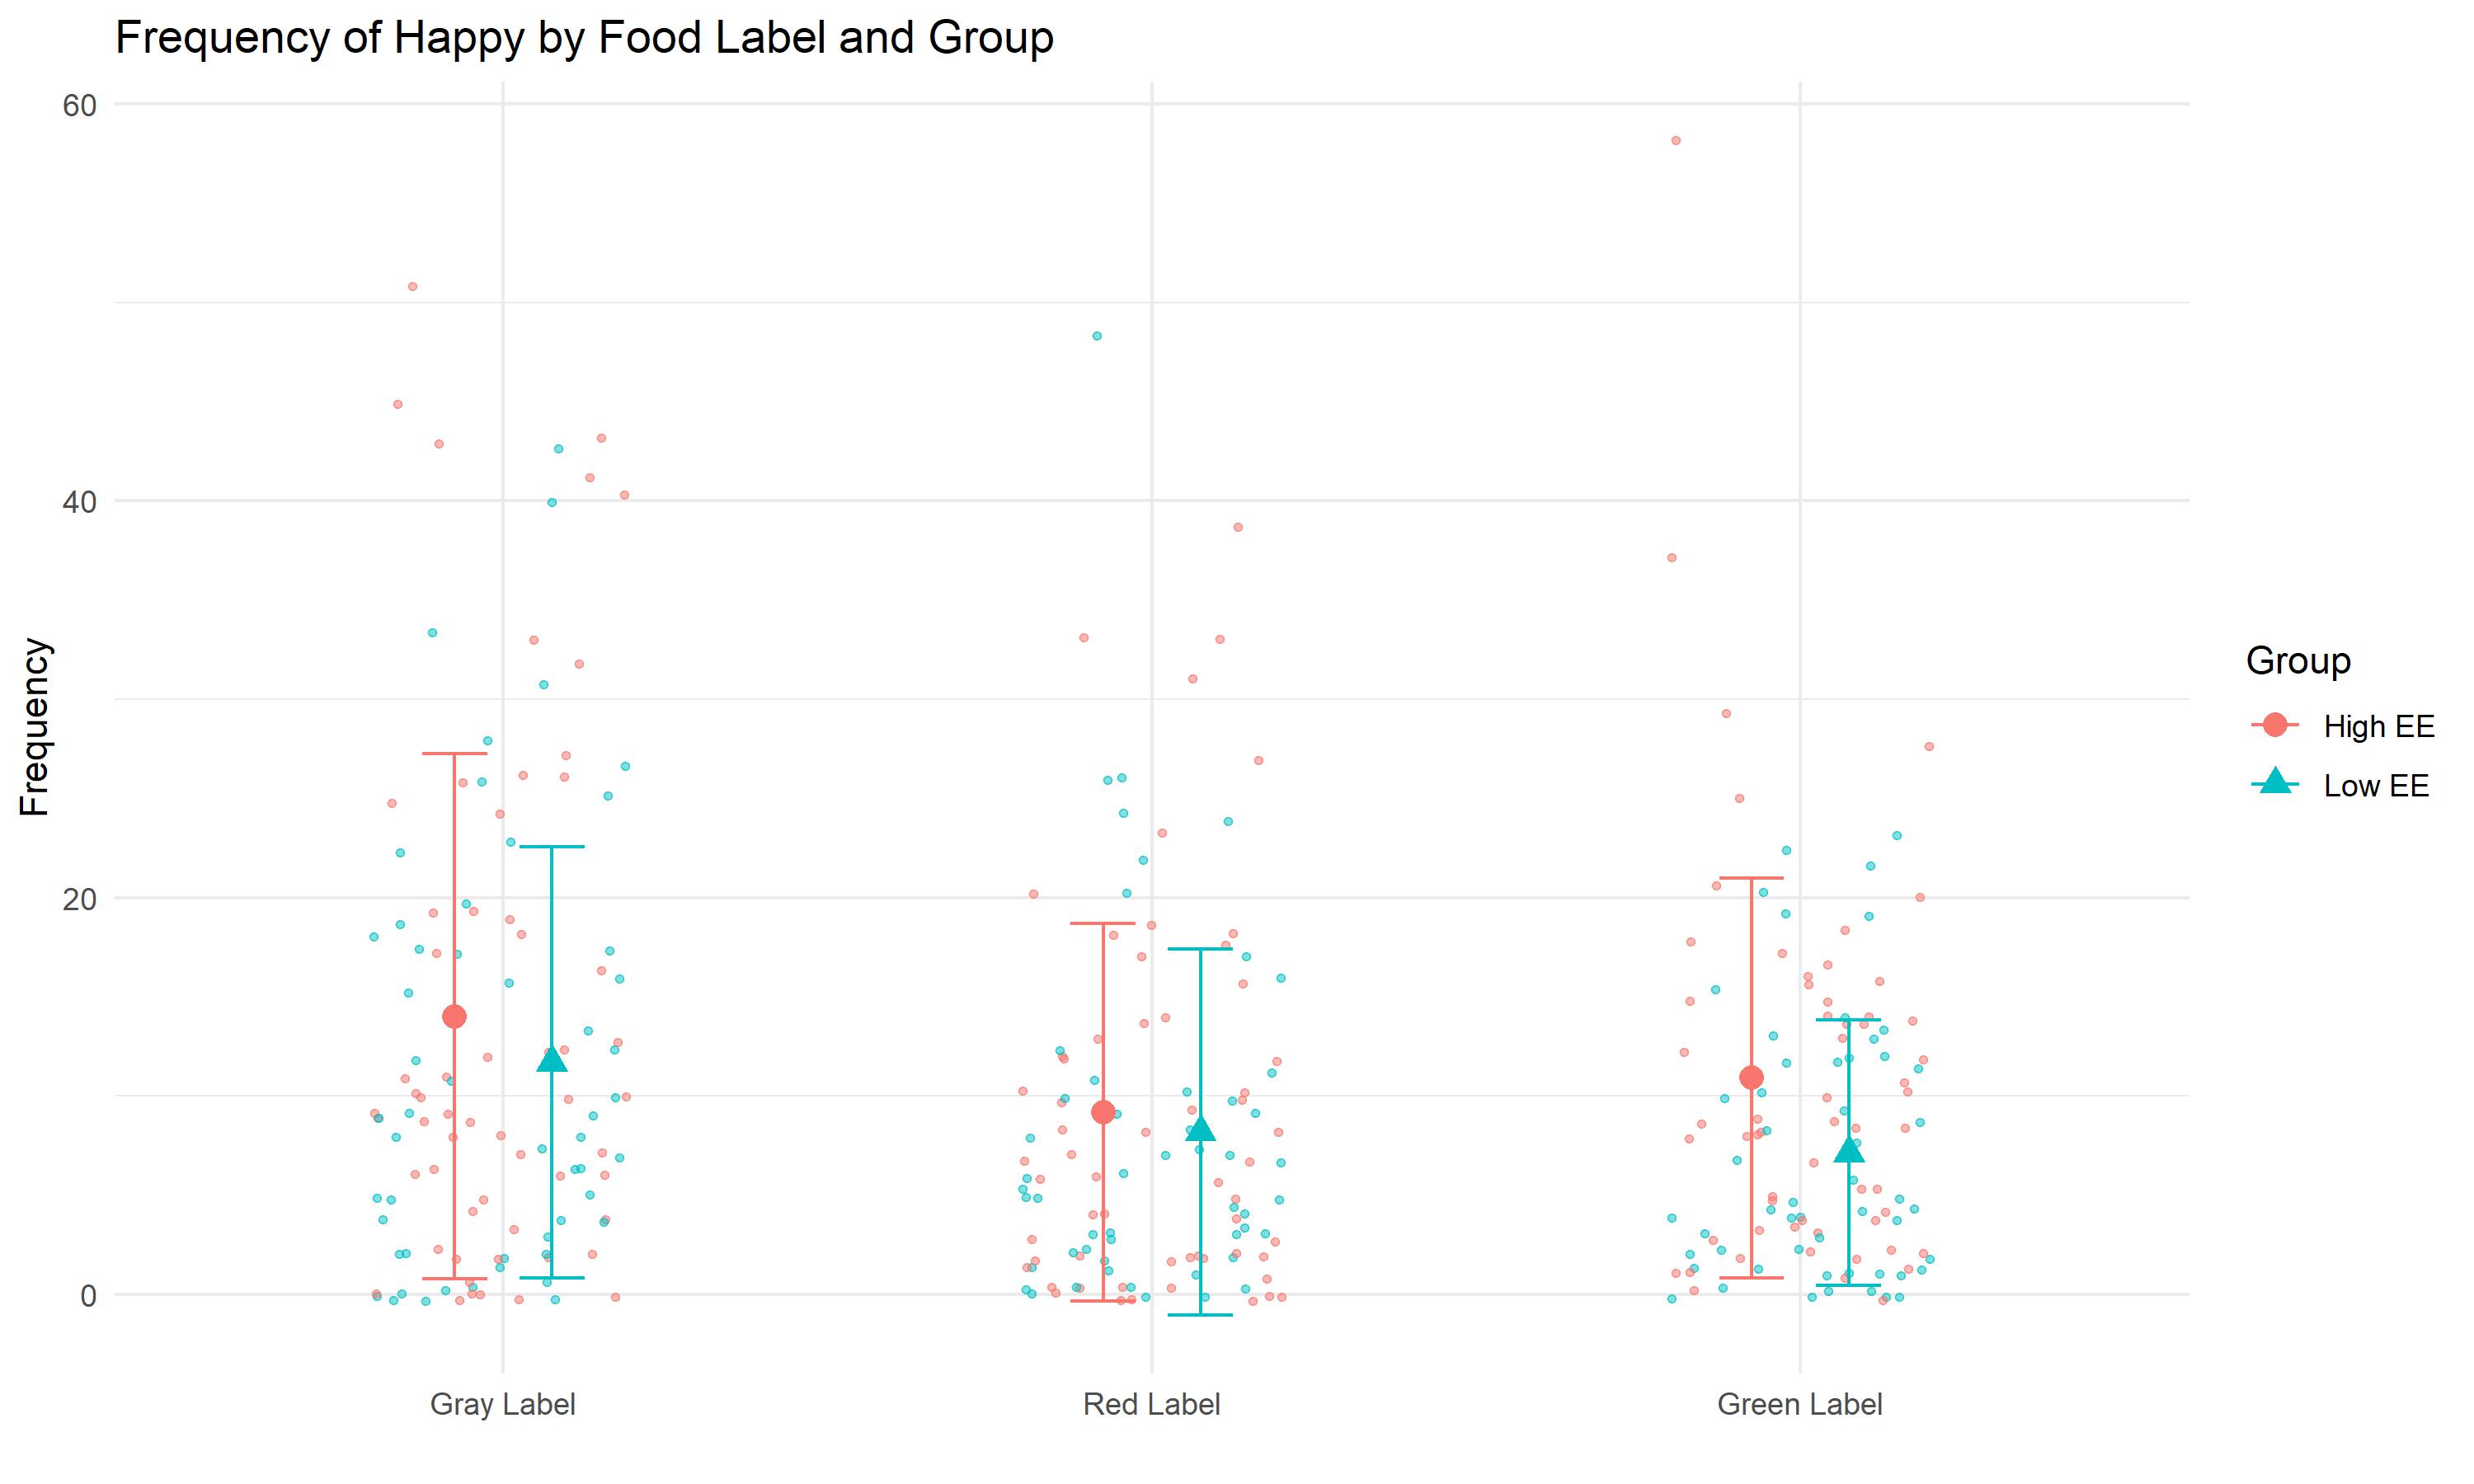 Frequency of Happy by Food Label and Group
60
40
20
0
Frequency
Gray Label
Red Label
Green Label
Group
High EE
Low EE